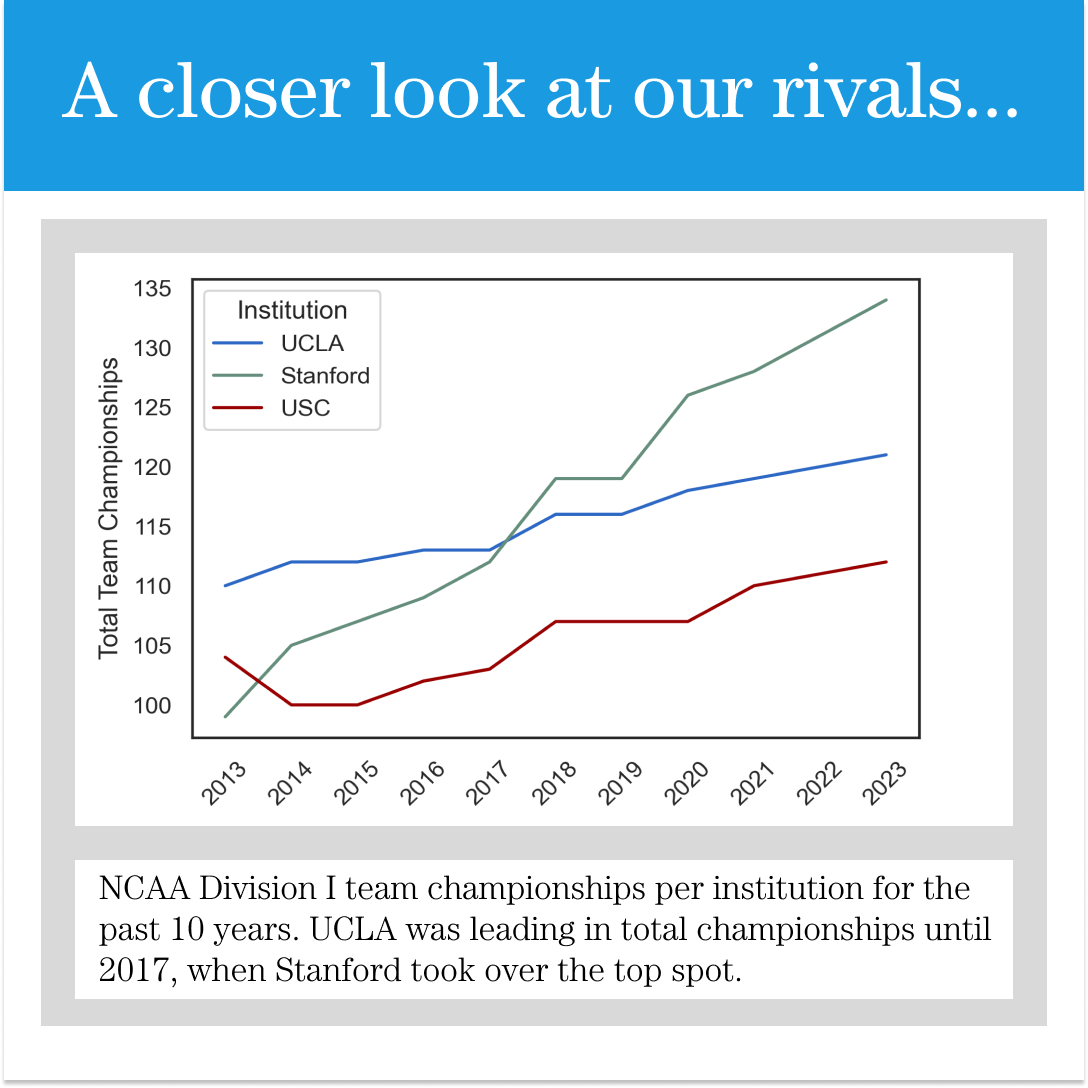 A closer look at our rivals...
135
130
125
120
115
110
105
100
Total Team Championships
Institution
UCLA
Stanford
USC
2013
2014
2015
2016
2017
2018
2019
2020
2021
2022
2023
NCAA Division I team championships per institution for the
past 10 years. UCLA was leading in total championships until
2017, when Stanford took over the top spot.